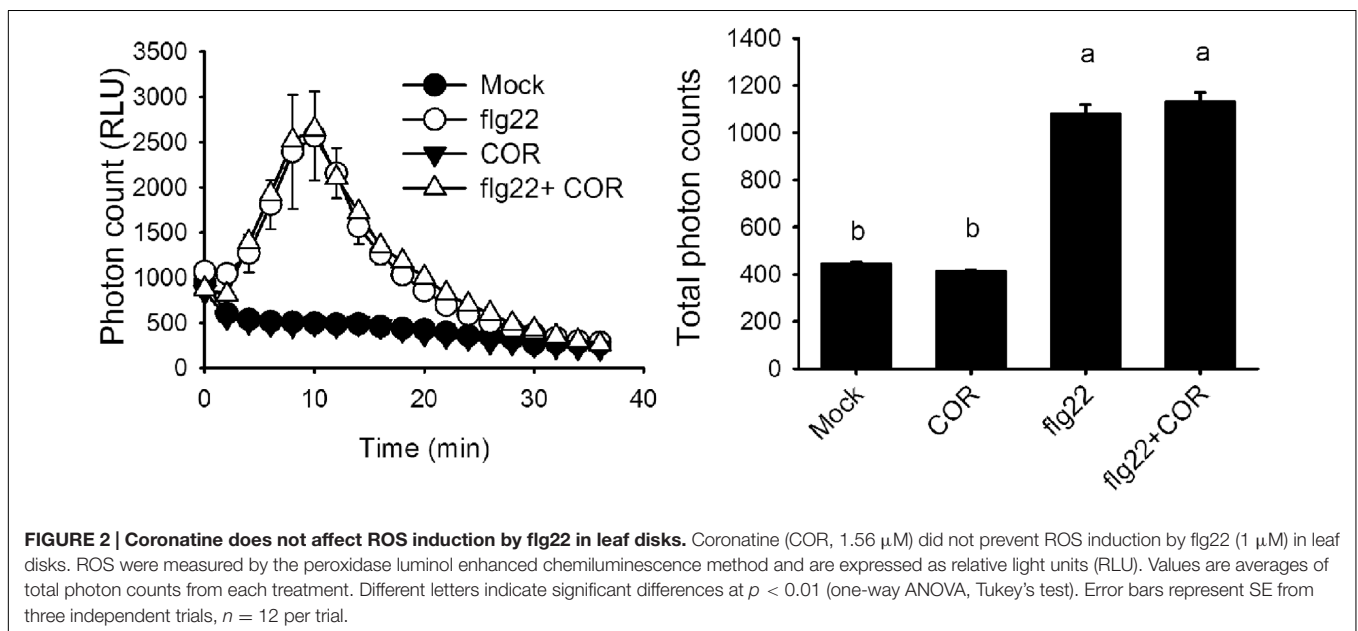 3500
3000
2500
2000
1500
1000
500
0
Photon count (RLU)
Mock
flg22
COR
flg22+ COR
0 10 20 30 40
Time (min)
1400
1200
1000
800
600
400
200
0
Total photon counts
b b a a
Mock COR flg22 flg22+COR
FIGURE 2 | Coronatine does not affect ROS induction by flg22 in leaf disks. Coronatine (COR, 1.56 μM) did not prevent ROS induction by flg22 (1 μM) in leaf
disks. ROS were measured by the peroxidase luminol enhanced chemiluminescence method and are expressed as relative light units (RLU). Values are averages of
total photon counts from each treatment. Different letters indicate significant differences at p < 0.01 (one-way ANOVA, Tukey's test). Error bars represent SE from
three independent trials, n = 12 per trial.